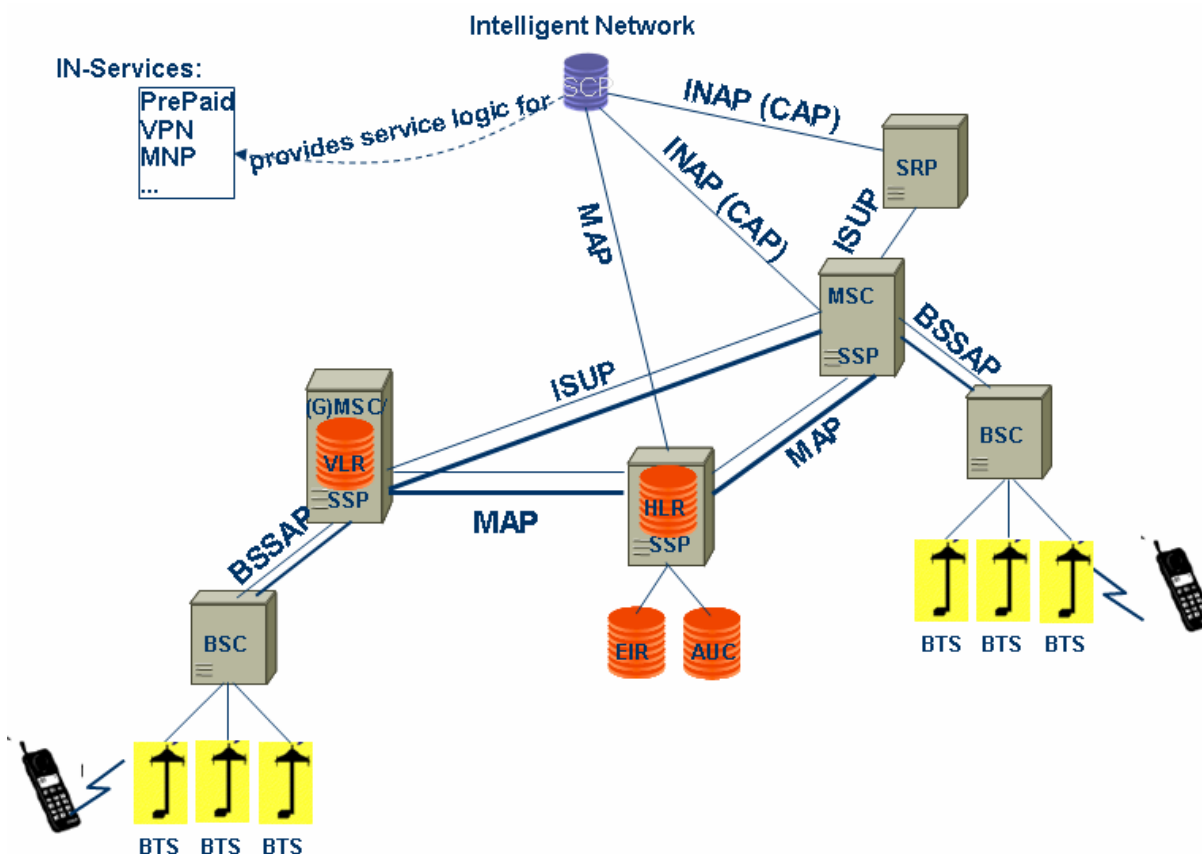 Intelligent Network
IN-Services:
PrePaid
VPN
MNP
...
provides service logic for
SCP
INAP (CAP)
SRP
INAP (CAP)
ISUP
MAP
MSC
SSP
BSSAP
ISUP
(G)MSC/
VLR
SSP
MAP
BSC
HLR
SSP
MAP
BSSAP
EIR
AUC
BTS
BTS
BTS
BSC
BTS
BTS
BTS